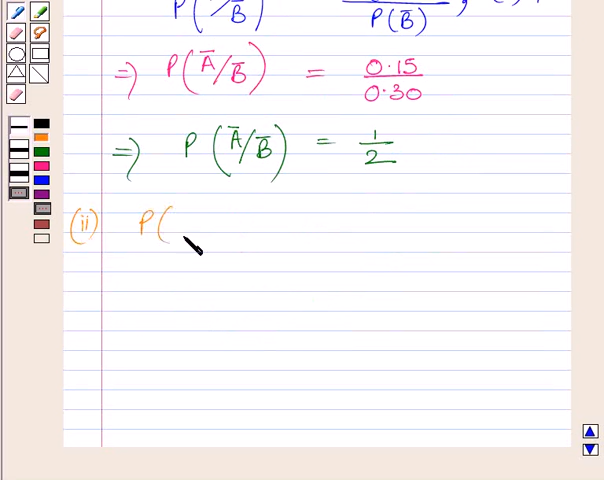 P( /B̄) P(B̄) ,
=) P(Ā/B̄) = 0.15/0.30
=) P(Ā/B̄) = 1/2
(ii) P(